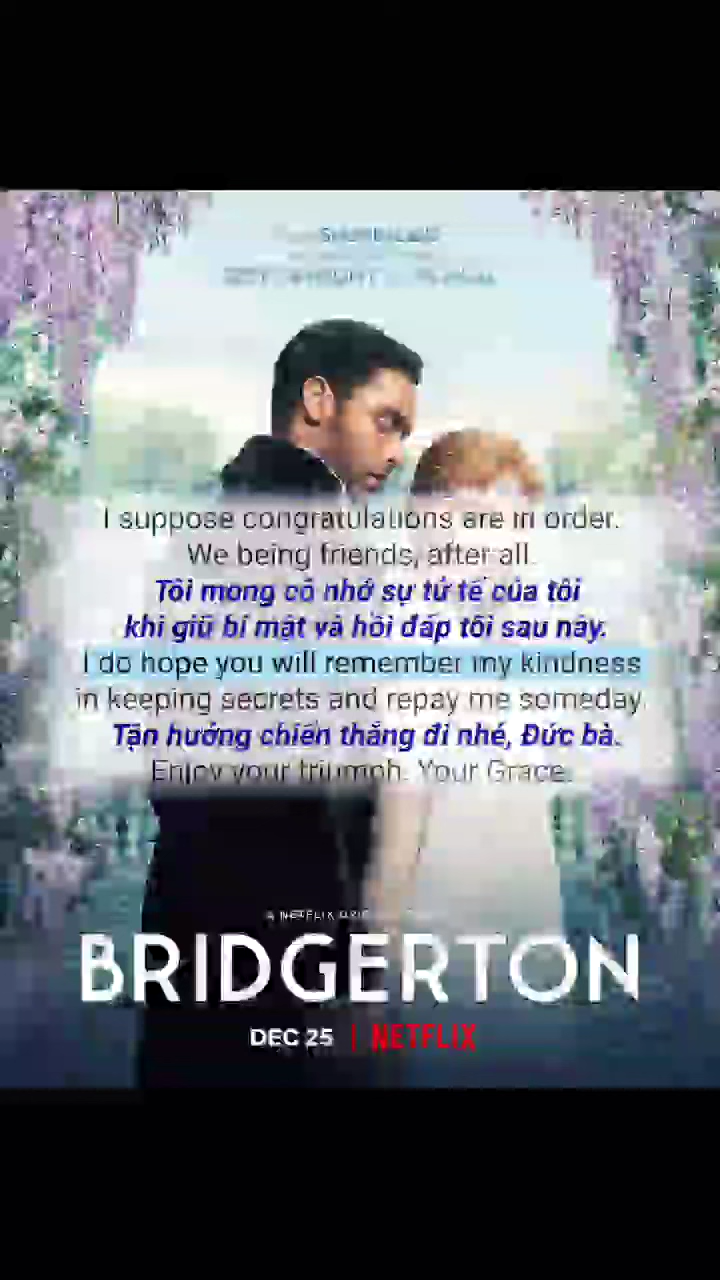 I suppose congratulations are in order.
We being friends, after all.
Tôi mong cô nhớ sự tử tế của tôi
khi giữ bí mật và hồi đáp tôi sau này.
I do hope you will remember my kindness
in keeping secrets and repay me someday.
Tận hưởng chiến thắng đi nhé, Đức bà.
Enjoy your triumph, Your Grace.
A NETFLIX
BRIDGERTON
DEC 25 | NETFLIX